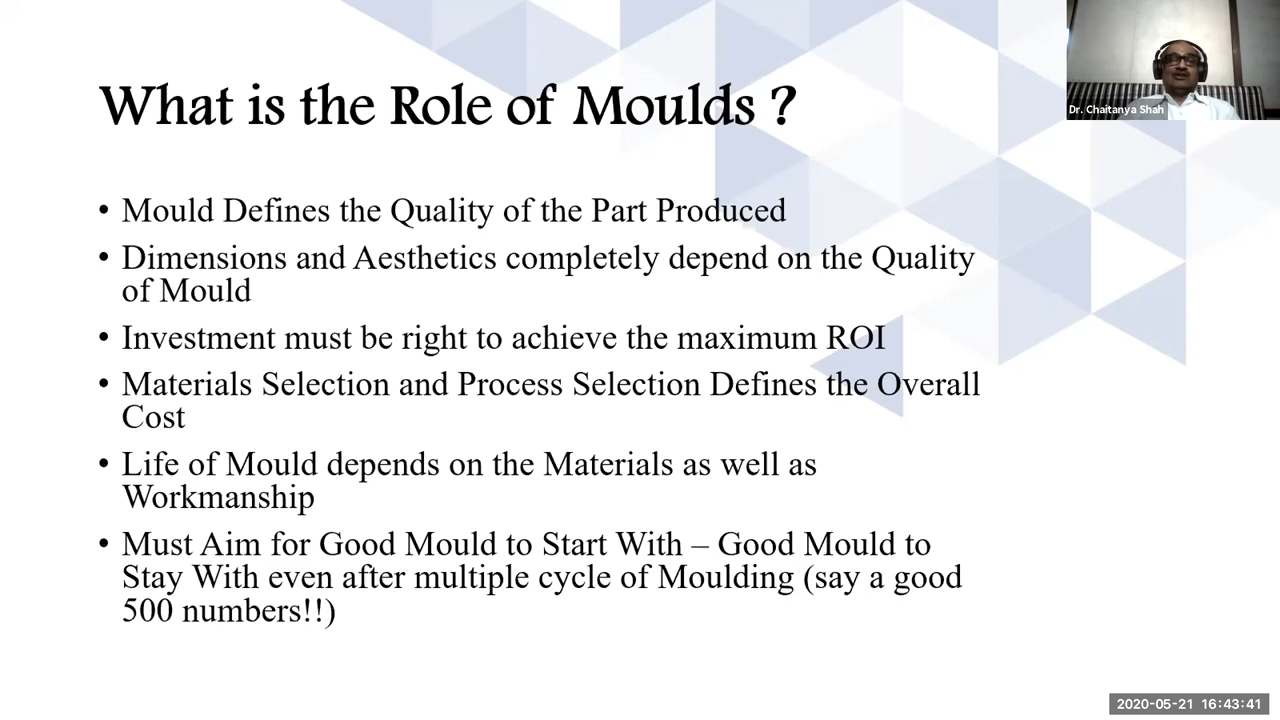 What is the Role of Moulds ?
Dr. Chaitanya Shah
• Mould Defines the Quality of the Part Produced
• Dimensions and Aesthetics completely depend on the Quality
of Mould
• Investment must be right to achieve the maximum ROI
• Materials Selection and Process Selection Defines the Overall
Cost
• Life of Mould depends on the Materials as well as
Workmanship
• Must Aim for Good Mould to Start With – Good Mould to
Stay With even after multiple cycle of Moulding (say a good
500 numbers!!)
2020-05-21 16:43:41